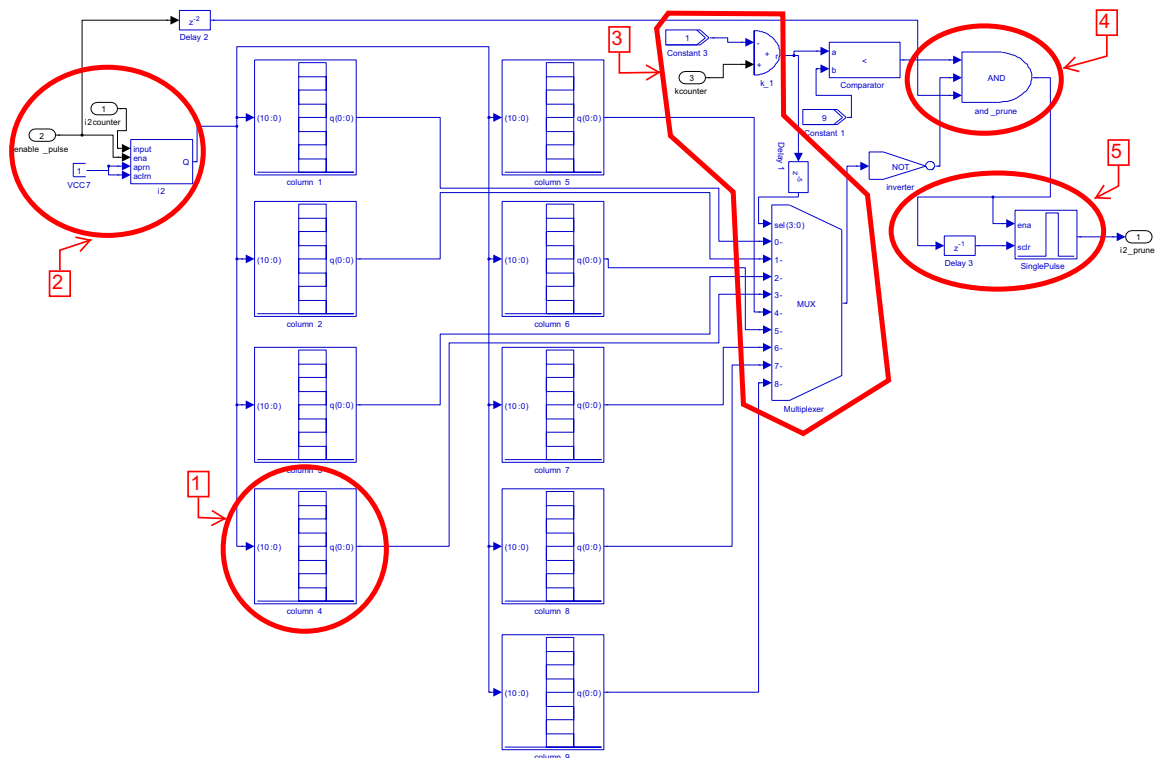 z-2
Delay 2
1
i2counter
2
enable _pulse
1
VCC7
input
ena
aprn
aclrn
Q
i2
2
(10:0)
q(0:0)
column 1
(10:0)
q(0:0)
column 2
(10:0)
q(0:0)
column 3
1
(10:0)
q(0:0)
column 4
(10:0)
q(0:0)
column 5
(10:0)
q(0:0)
column 6
(10:0)
q(0:0)
column 7
(10:0)
q(0:0)
column 8
(10:0)
q(0:0)
column 9
3
1
Constant 3
3
kcounter
-
+
+
r
k_1
a
b
<
Comparator
9
Constant 1
Delay 1
z-5
sel(3:0)
0-
1-
2-
3-
4-
5-
6-
7-
8-
MUX
Multiplexer
NOT
inverter
4
AND
and _prune
5
z-1
Delay 3
ena
sclr
SinglePulse
1
i2_prune